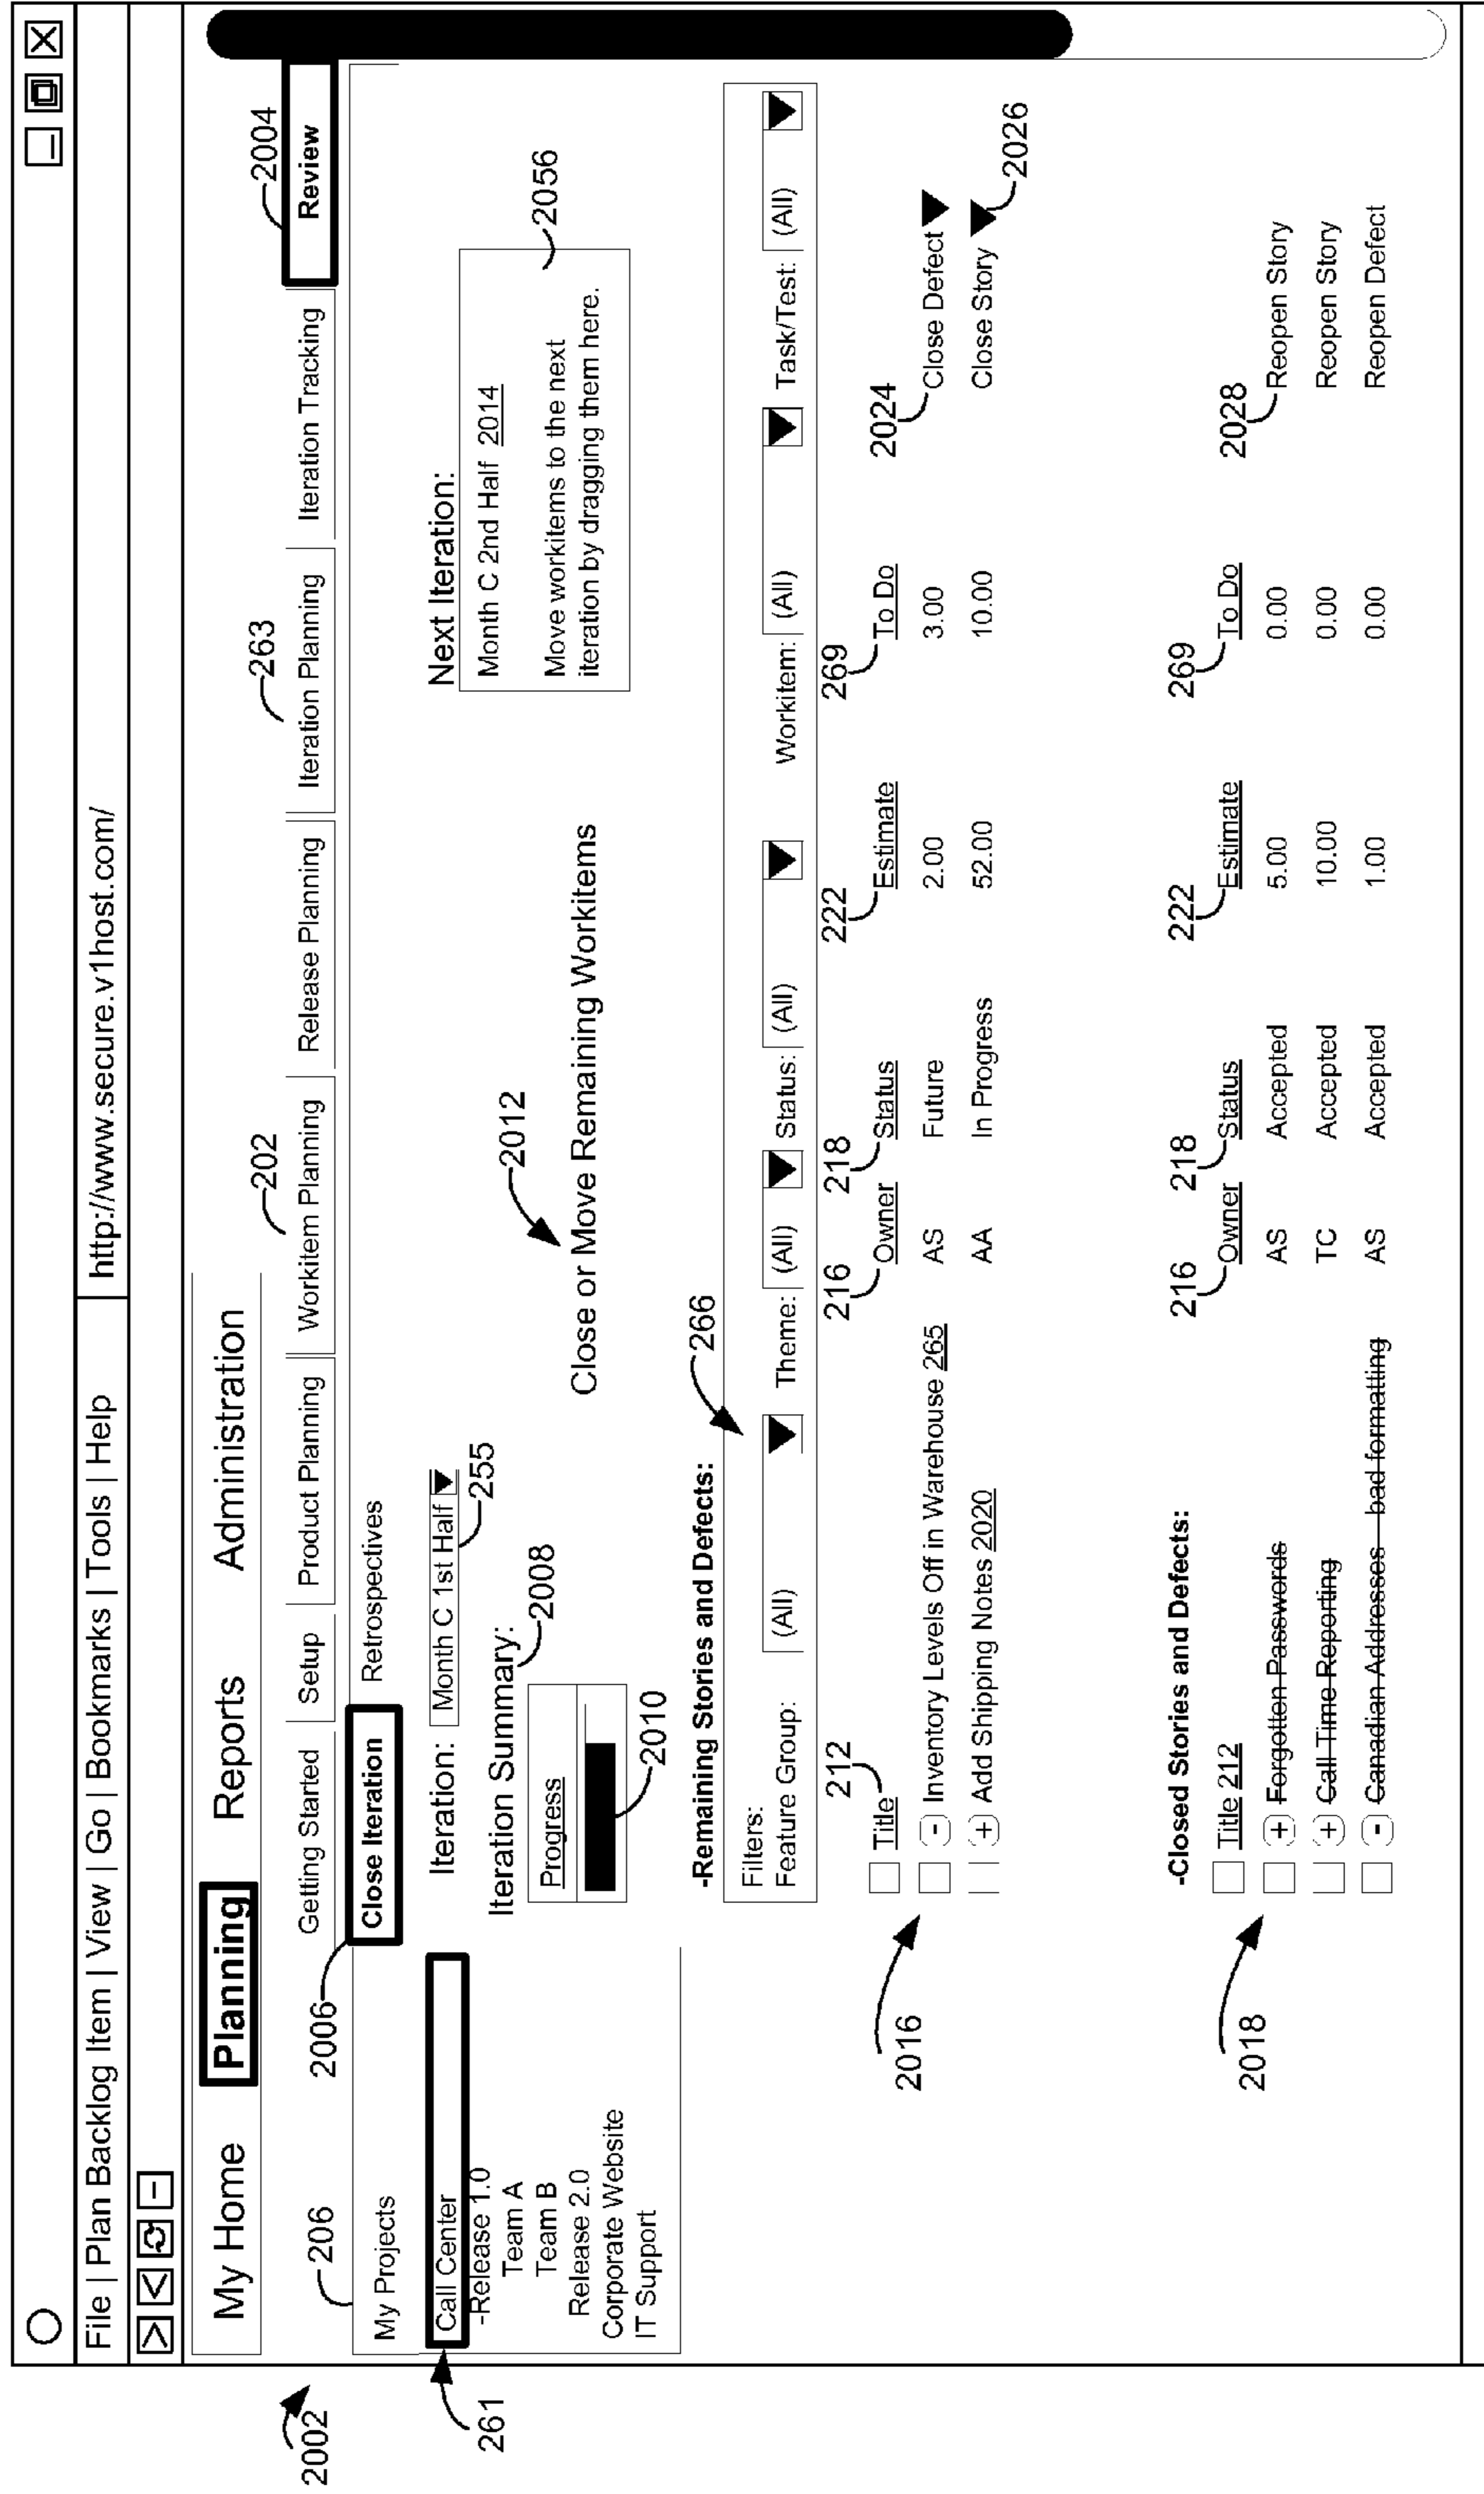 File | Plan Backlog Item | View | Go | Bookmarks | Tools | Help
http://www.secure.v1host.com/
My Home
Planning
Reports
Administration
2002
206
2006
202
263
2004
Getting Started
Setup
Product Planning
Workitem Planning
Release Planning
Iteration Planning
Iteration Tracking
Review
My Projects
Close Iteration
Retrospectives
261
Call Center
-Release 1.0
Team A
Team B
Release 2.0
Corporate Website
IT Support
Iteration:
Month C 1st Half
255
Iteration Summary:
2008
Progress
2010
2012
Close or Move Remaining Workitems
Next Iteration:
Month C 2nd Half 2014
Move workitems to the next
iteration by dragging them here.
2056
-Remaining Stories and Defects:
266
Filters:
Feature Group: (All) Theme: (All) Status: (All) Workitem: (All) Task/Test: (All)
212 216 218 222 269
Title Owner Status Estimate To Do 2024
2016
(-) Inventory Levels Off in Warehouse 265 AS Future 2.00 3.00 Close Defect
(+) Add Shipping Notes 2020 AA In Progress 52.00 10.00 Close Story
2026
-Closed Stories and Defects:
216 218 222 269
Title 212 Owner Status Estimate To Do 2028
2018
(+) Forgotten Passwords AS Accepted 5.00 0.00 Reopen Story
(+) Call Time Reporting TC Accepted 10.00 0.00 Reopen Story
(-) Canadian Addresses bad formatting AS Accepted 1.00 0.00 Reopen Defect